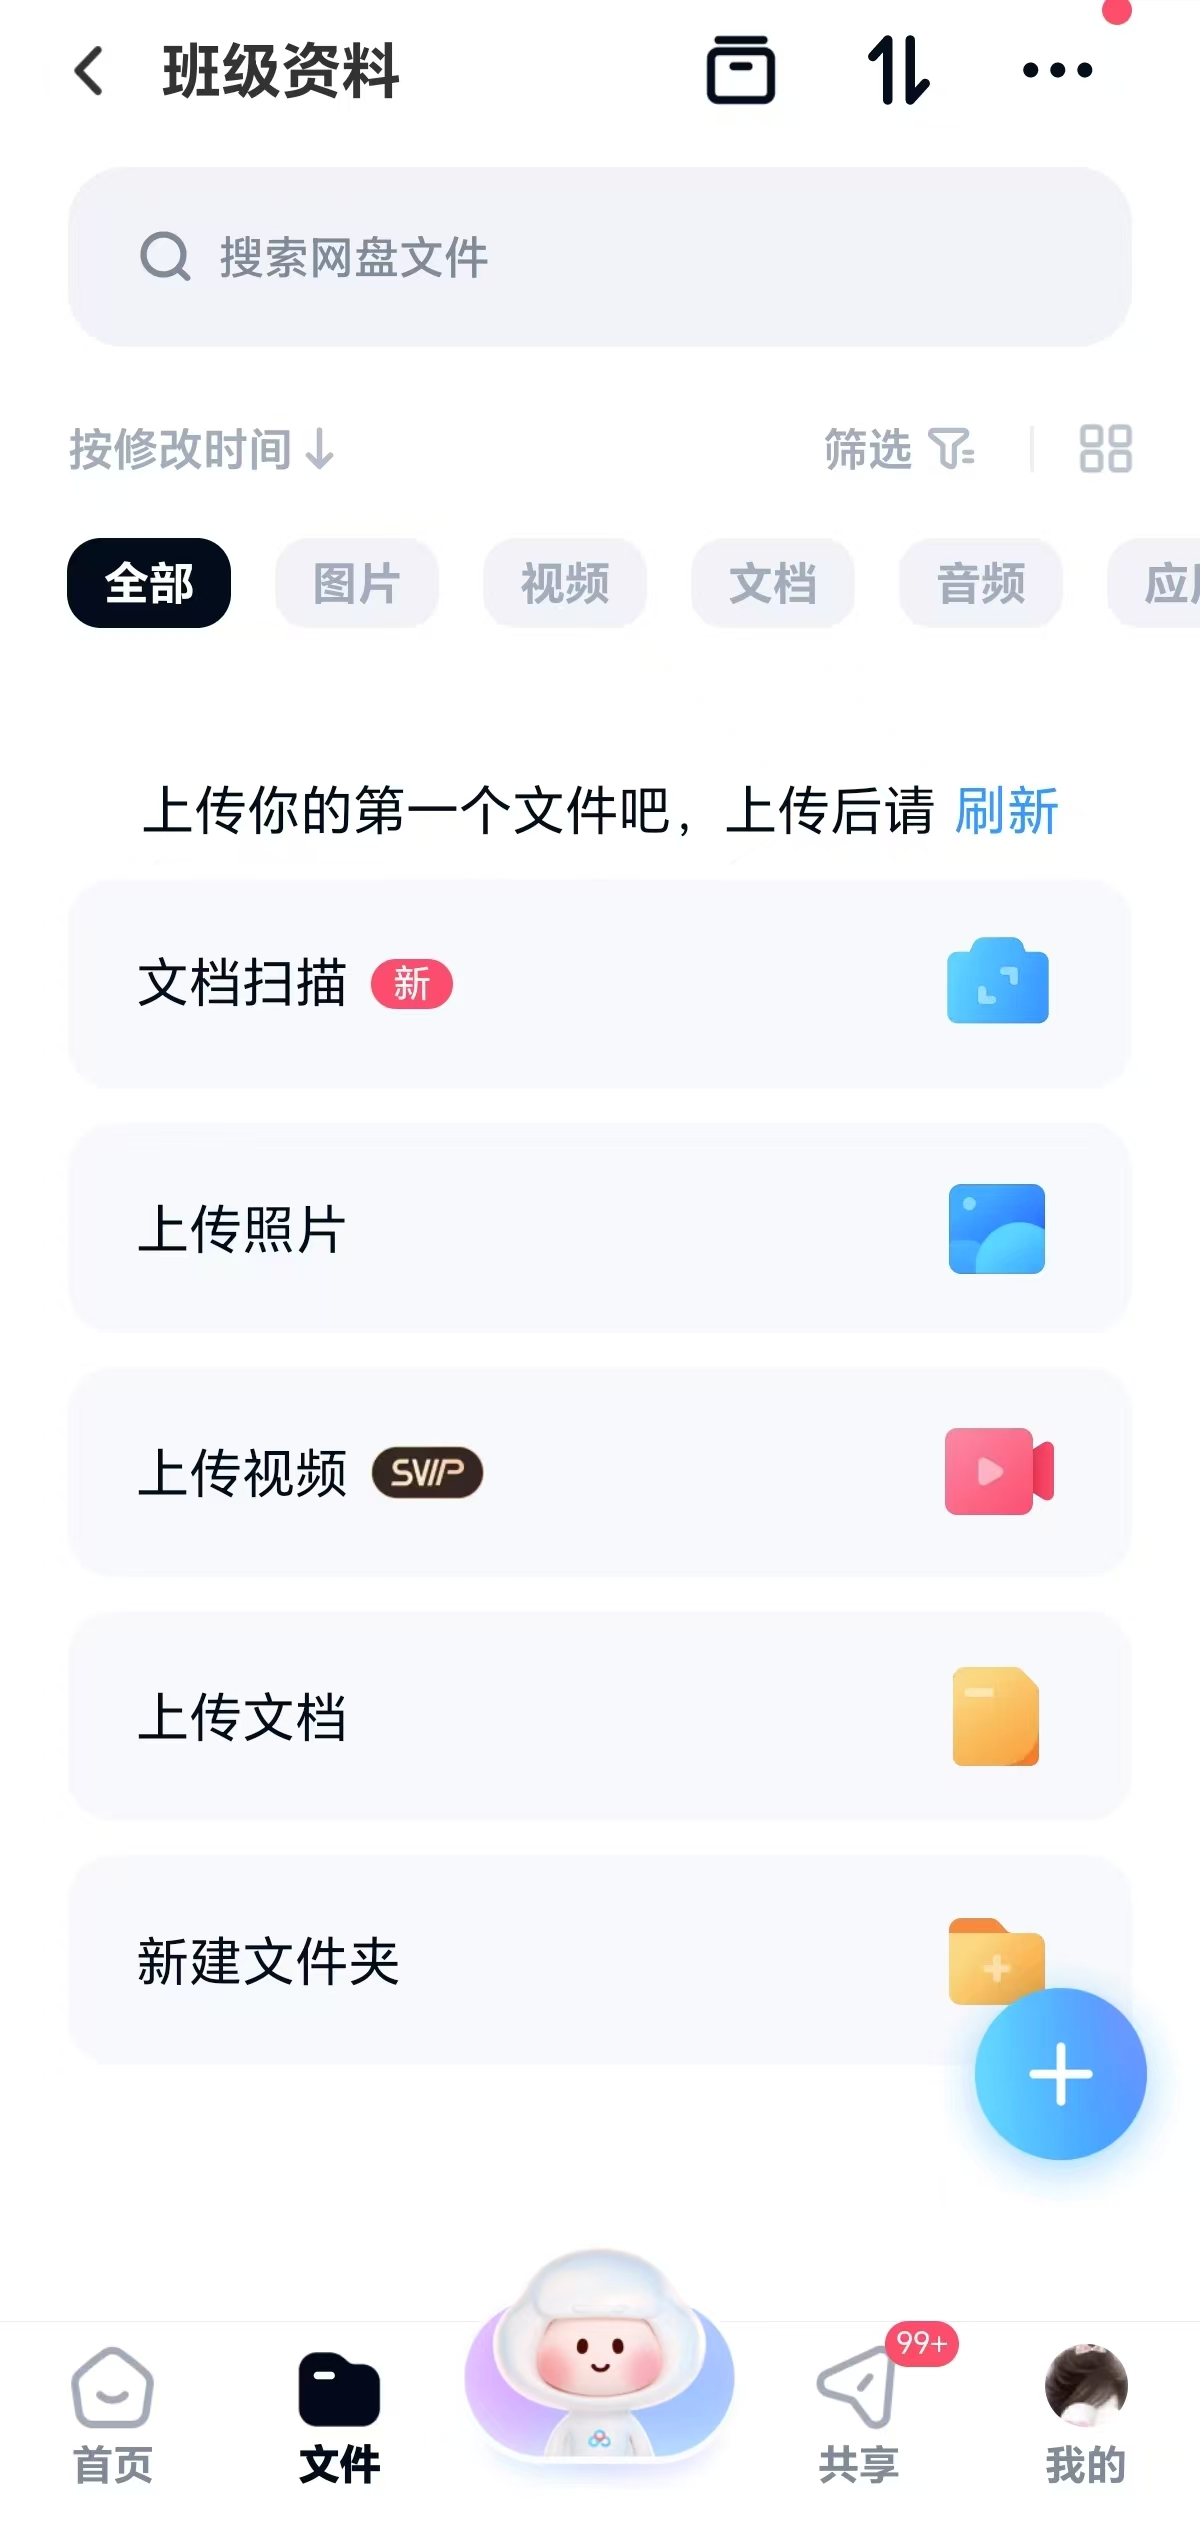 班级资料
搜索网盘文件
按修改时间
筛选
全部 图片 视频 文档 音频
上传你的第一个文件吧，上传后请 刷新
文档扫描 新
上传照片
上传视频 SVIP
上传文档
新建文件夹
99+
首页 文件 共享 我的